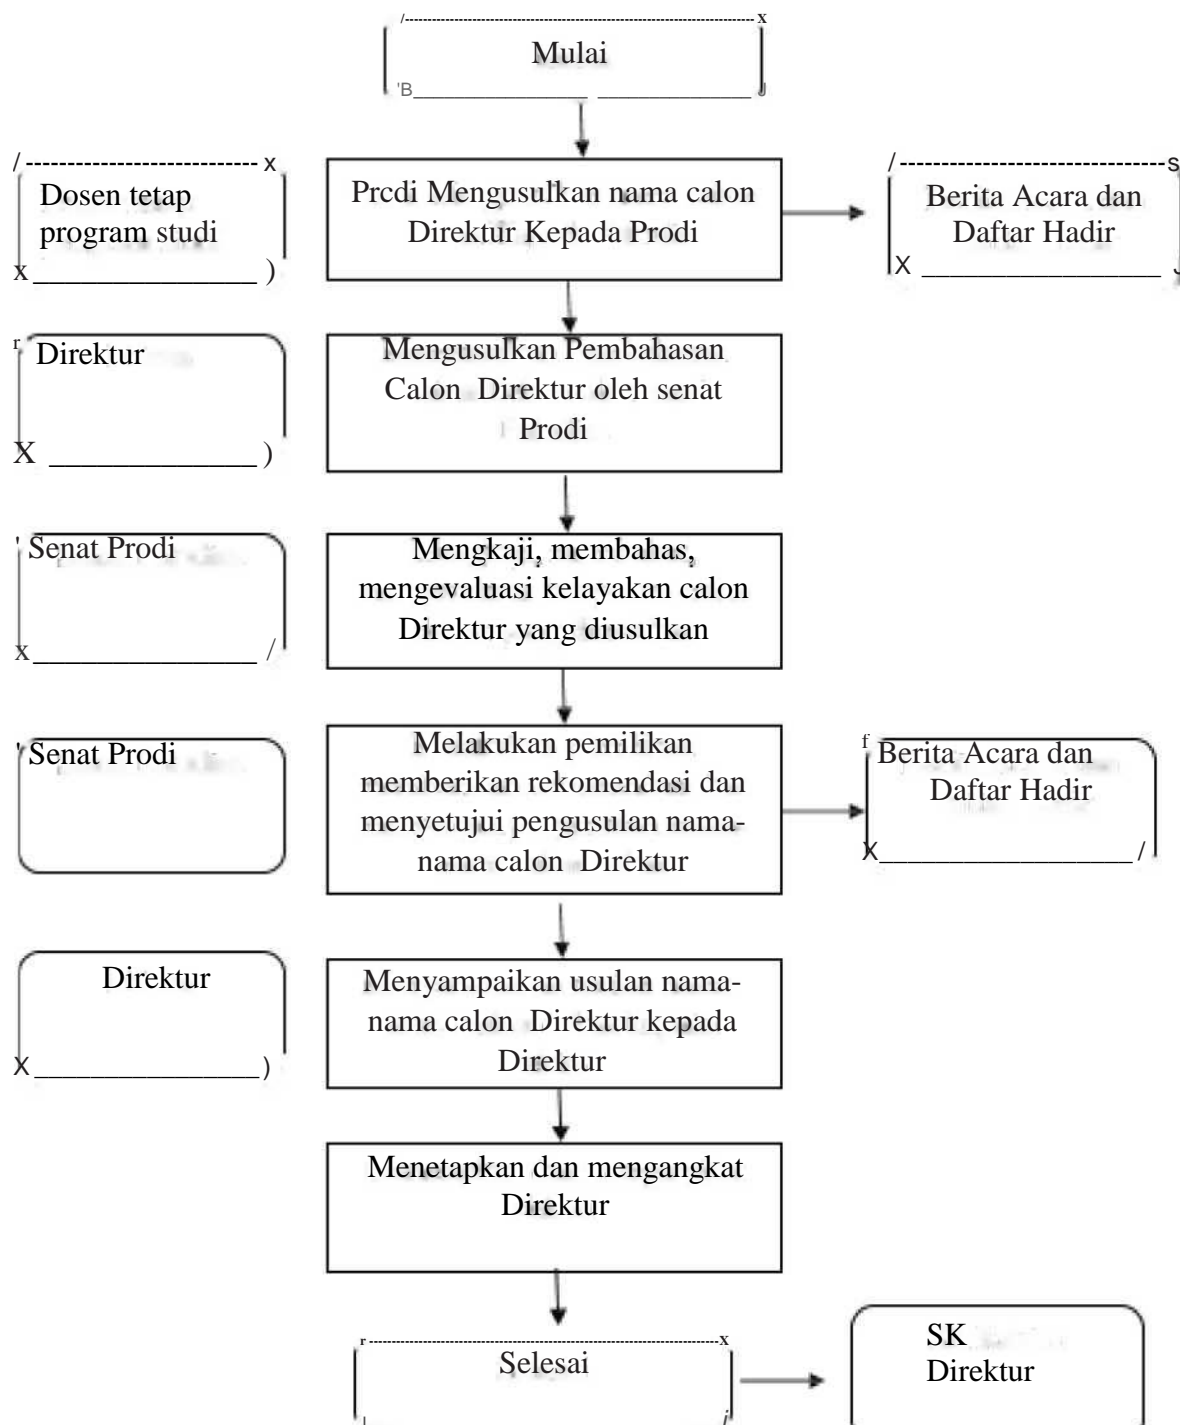 Mulai
Dosen tetap
program studi
Prcdi Mengusulkan nama calon
Direktur Kepada Prodi
Berita Acara dan
Daftar Hadir
Direktur
Mengusulkan Pembahasan
Calon Direktur oleh senat
Prodi
Senat Prodi
Mengkaji, membahas,
mengevaluasi kelayakan calon
Direktur yang diusulkan
Senat Prodi
Melakukan pemilikan
memberikan rekomendasi dan
menyetujui pengusulan nama-
nama calon Direktur
Berita Acara dan
Daftar Hadir
Direktur
Menyampaikan usulan nama-
nama calon Direktur kepada
Direktur
Menetapkan dan mengangkat
Direktur
Selesai
SK
Direktur